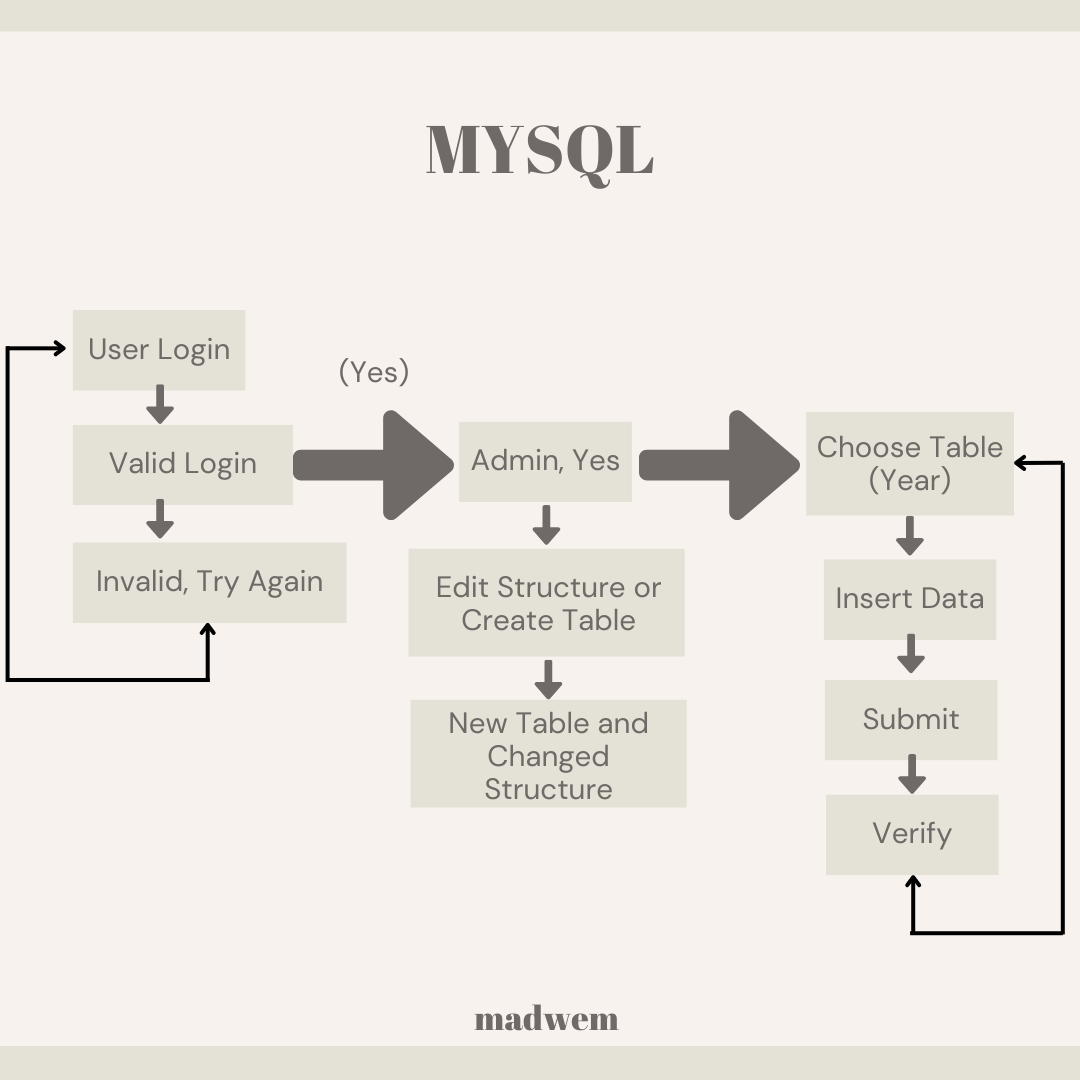 MYSQL
User Login
(Yes)
Valid Login
Invalid, Try Again
Admin, Yes
Edit Structure or
Create Table
New Table and
Changed
Structure
Choose Table
(Year)
Insert Data
Submit
Verify
madwem